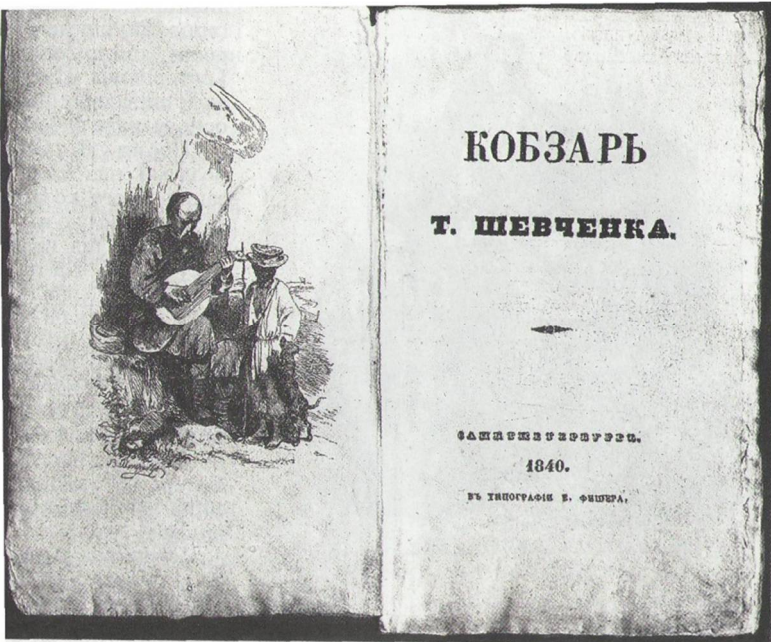 КОБЗАРЬ
Т. ШЕВЧЕНКА.
САНКТПЕТЕРБУРГЪ.
1840.
ВЪ ТИПОГРАФІИ Е. ФИШЕРА.